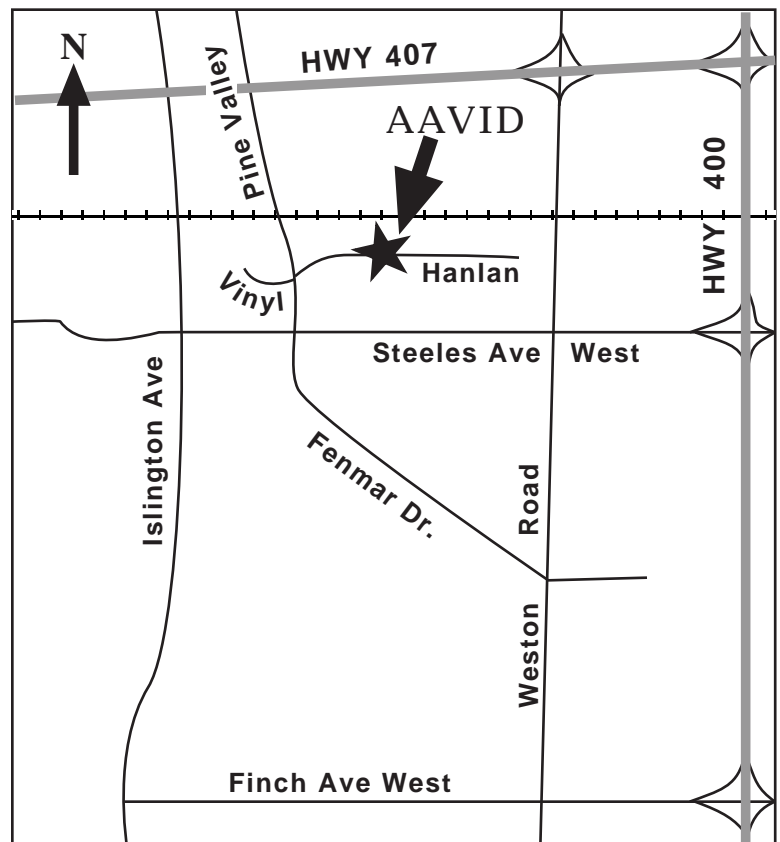 N
Pine Valley
HWY 407
AAVID
HWY 400
Vinyl
Hanlan
Steeles Ave West
Islington Ave
Fenmar Dr.
Weston Road
Finch Ave West